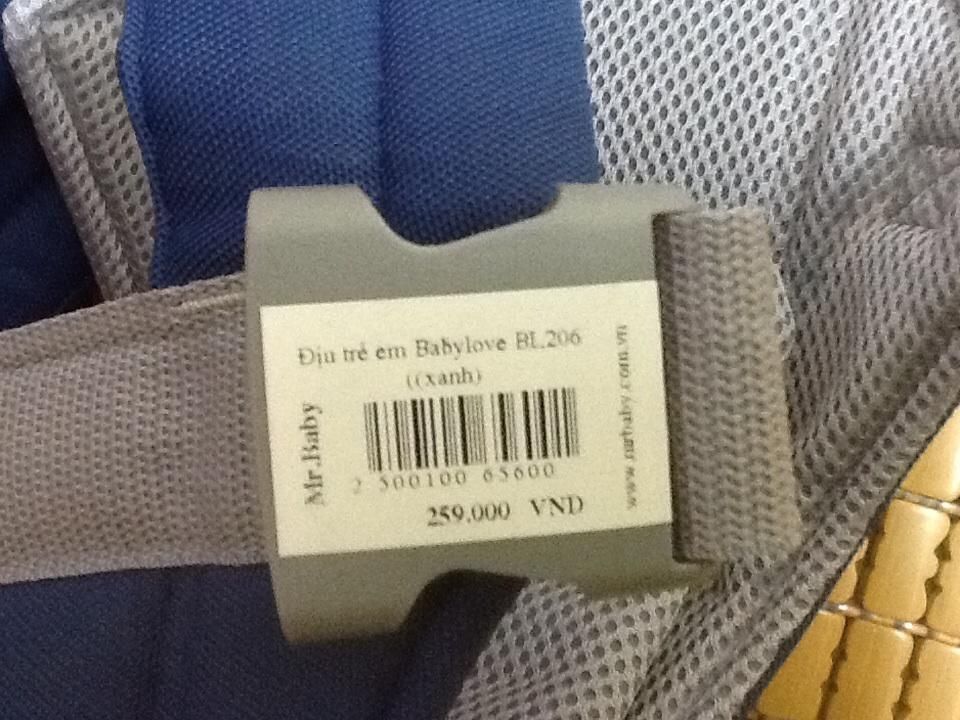 Địu trẻ em Babylove BL206
((xanh)
Mr.Baby
2 500100 65600
259.000 VND
www.mrbaby.com.vn